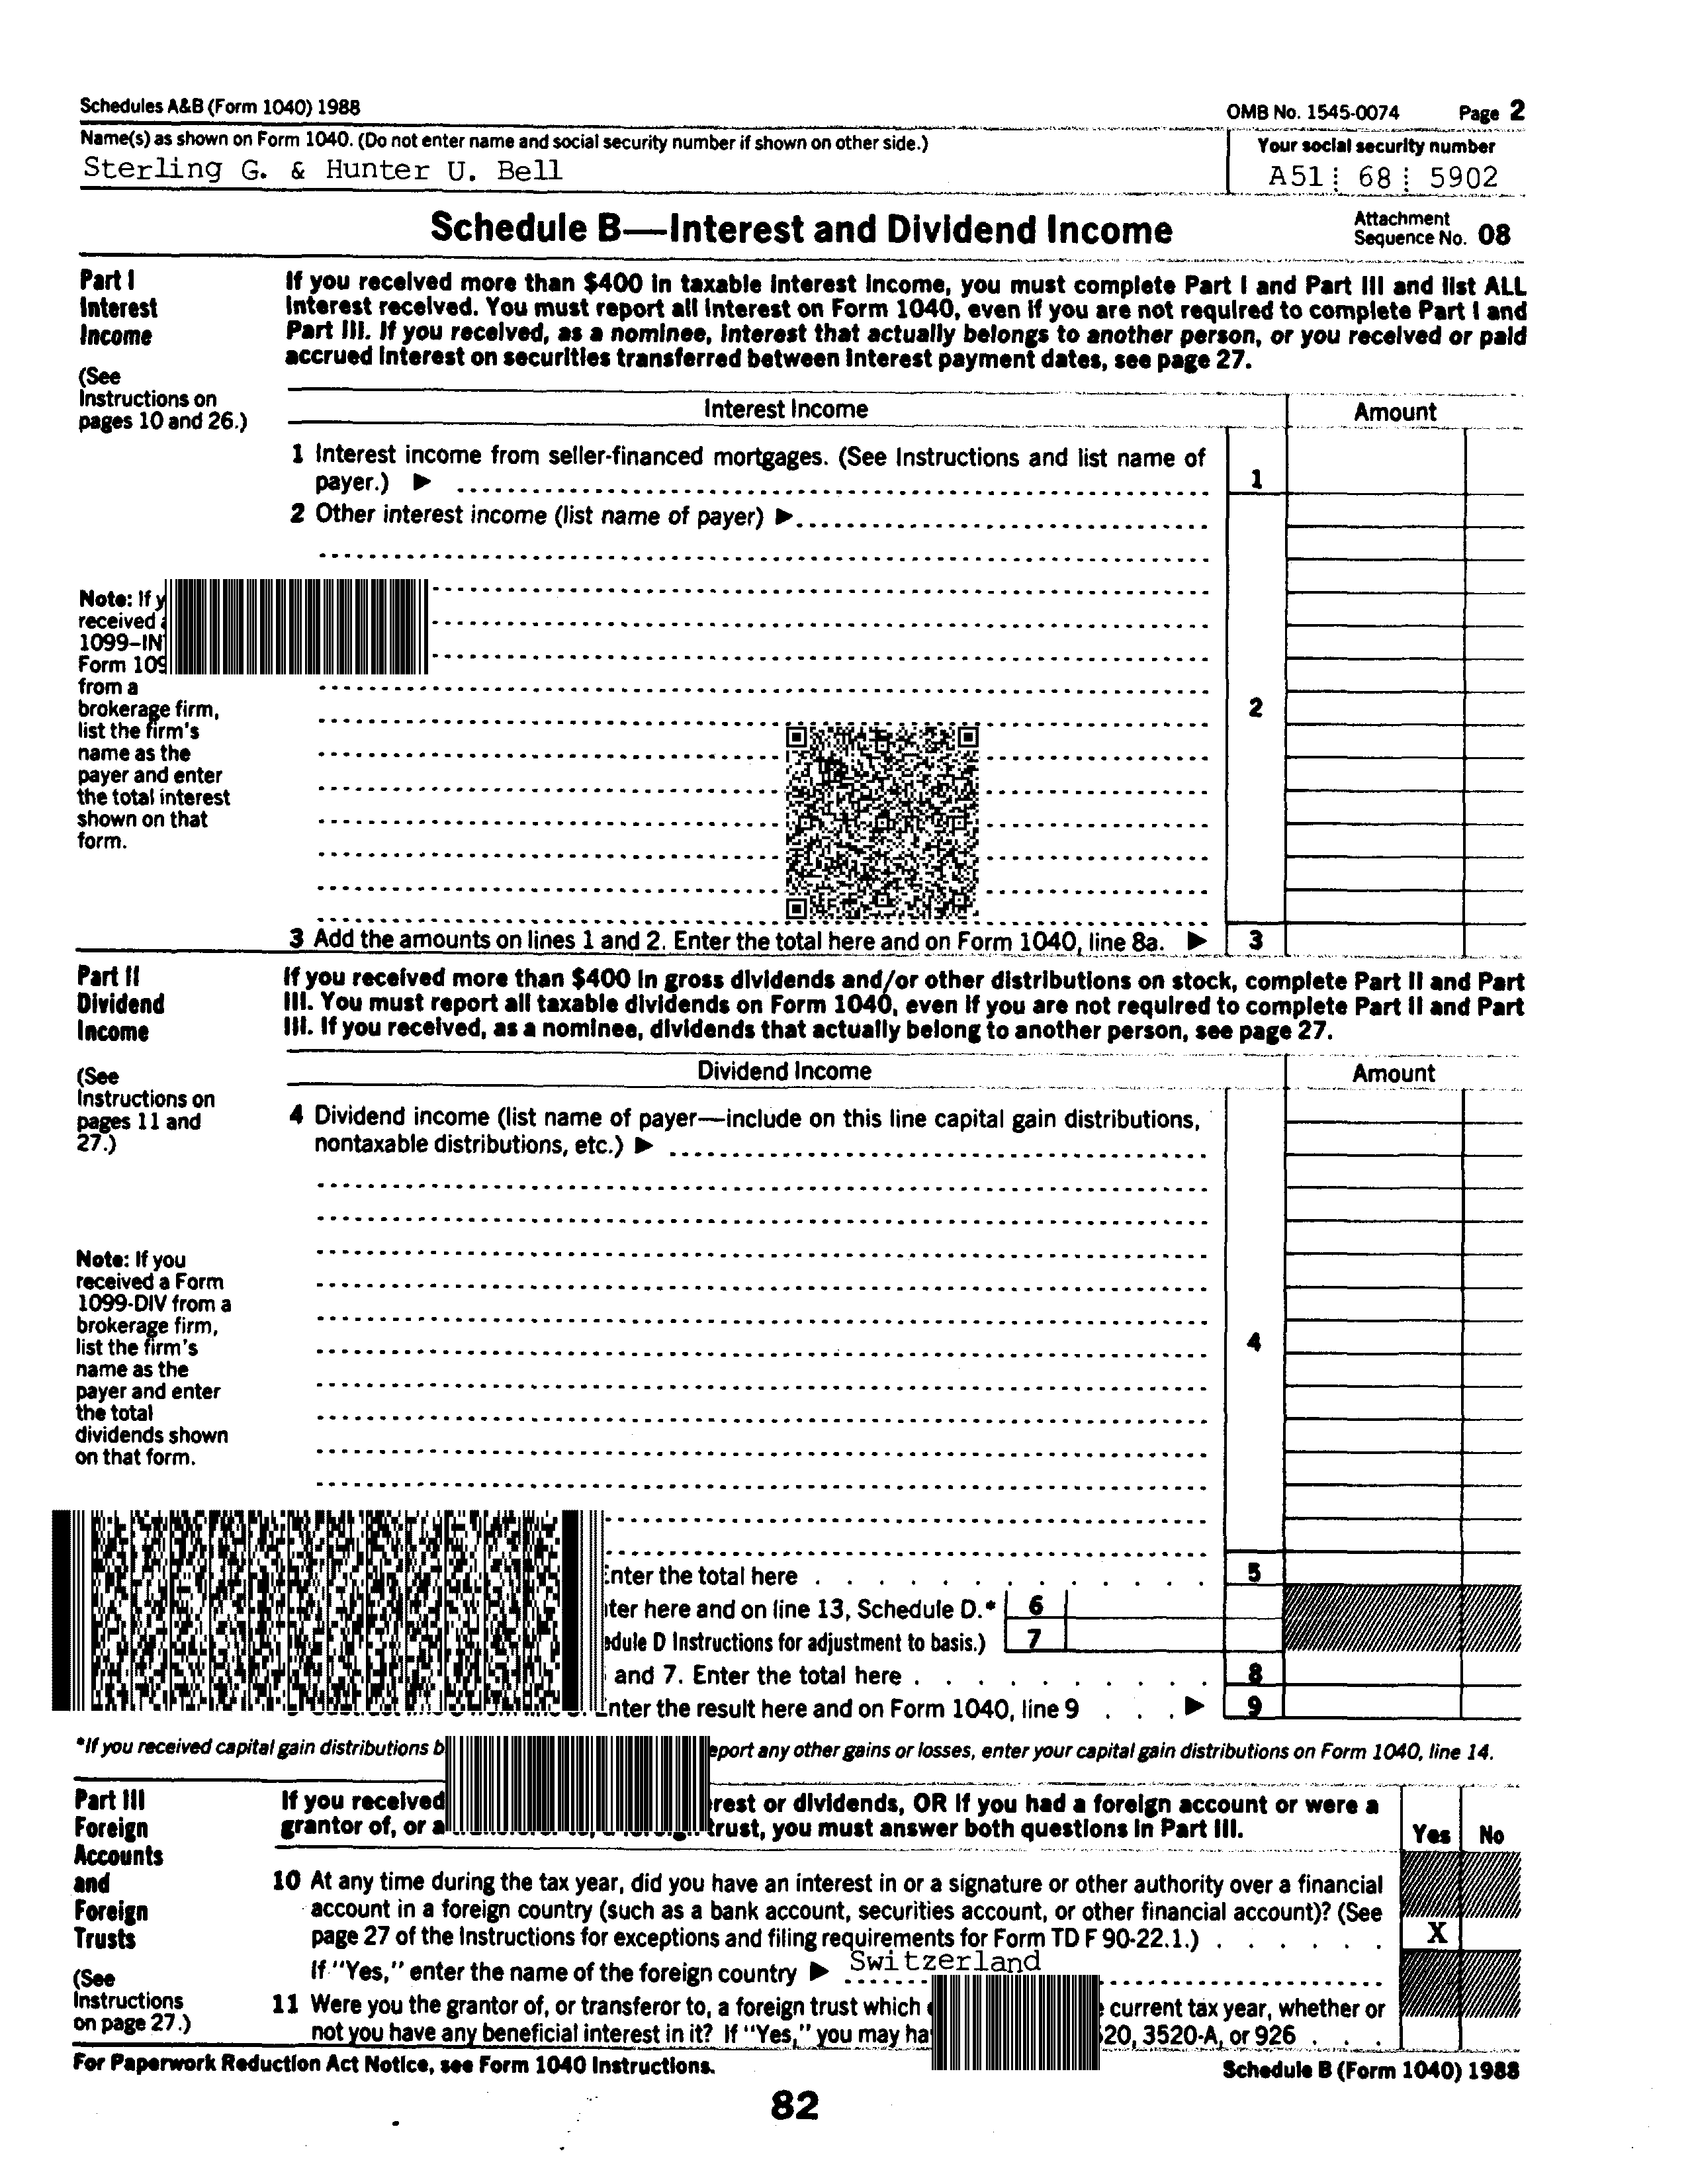 Schedules A&B (Form 1040) 1988
OMB No. 1545-0074 Page 2
Name(s) as shown on Form 1040. (Do not enter name and social security number if shown on other side.)
Your social security number
Sterling G. & Hunter U. Bell
A51 68 5902
Schedule B—Interest and Dividend Income
Attachment
Sequence No. 08
Part I
Interest
Income
(See
Instructions on
pages 10 and 26.)
If you received more than $400 in taxable interest income, you must complete Part I and Part III and list ALL
interest received. You must report all interest on Form 1040, even if you are not required to complete Part I and
Part III. If you received, as a nominee, interest that actually belongs to another person, or you received or paid
accrued interest on securities transferred between interest payment dates, see page 27.
Interest Income Amount
1 Interest income from seller-financed mortgages. (See Instructions and list name of
payer.) ▶ 1
2 Other interest income (list name of payer) ▶
Note: If
received
1099-IN
Form
from a
brokerage firm,
list the firm's
name as the
payer and enter
the total interest
shown on that
form.
2
3 Add the amounts on lines 1 and 2. Enter the total here and on Form 1040, line 8a. ▶ 3
Part II
Dividend
Income
(See
Instructions on
pages 11 and
27.)
If you received more than $400 in gross dividends and/or other distributions on stock, complete Part II and Part
III. You must report all taxable dividends on Form 1040, even if you are not required to complete Part II and Part
III. If you received, as a nominee, dividends that actually belong to another person, see page 27.
Dividend Income Amount
4 Dividend income (list name of payer—include on this line capital gain distributions,
nontaxable distributions, etc.) ▶
Note: If you
received a Form
1099-DIV from a
brokerage firm,
list the firm's
name as the
payer and enter
the total
dividends shown
on that form.
4
the total here 5
here and on line 13, Schedule D.* 6
D Instructions for adjustment to basis.) 7
and 7. Enter the total here 8
the result here and on Form 1040, line 9 ▶ 9
*If you received capital gain distributions any other gains or losses, enter your capital gain distributions on Form 1040, line 14.
Part III
Foreign
Accounts
and
Foreign
Trusts
(See
Instructions
on page 27.)
If you received or dividends, OR if you had a foreign account or were a
grantor of, or trust, you must answer both questions in Part III.
Yes No
10 At any time during the tax year, did you have an interest in or a signature or other authority over a financial
account in a foreign country (such as a bank account, securities account, or other financial account)? (See
page 27 of the Instructions for exceptions and filing requirements for Form TD F 90-22.1.) X
If "Yes," enter the name of the foreign country ▶ Switzerland
11 Were you the grantor of, or transferor to, a foreign trust which current tax year, whether or
not you have any beneficial interest in it? If "Yes," you may 3520-A, or 926
For Paperwork Reduction Act Notice, see Form 1040 Instructions.
Schedule B (Form 1040) 1988
82